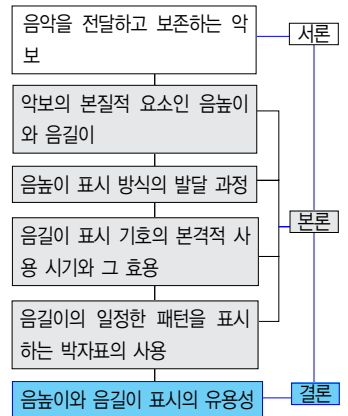 음악을 전달하고 보존하는 악
보
서론
악보의 본질적 요소인 음높이
와 음길이
음높이 표시 방식의 발달 과정
본론
음길이 표시 기호의 본격적 사
용 시기와 그 효용
음길이의 일정한 패턴을 표시
하는 박자표의 사용
음높이와 음길이 표시의 유용성
결론